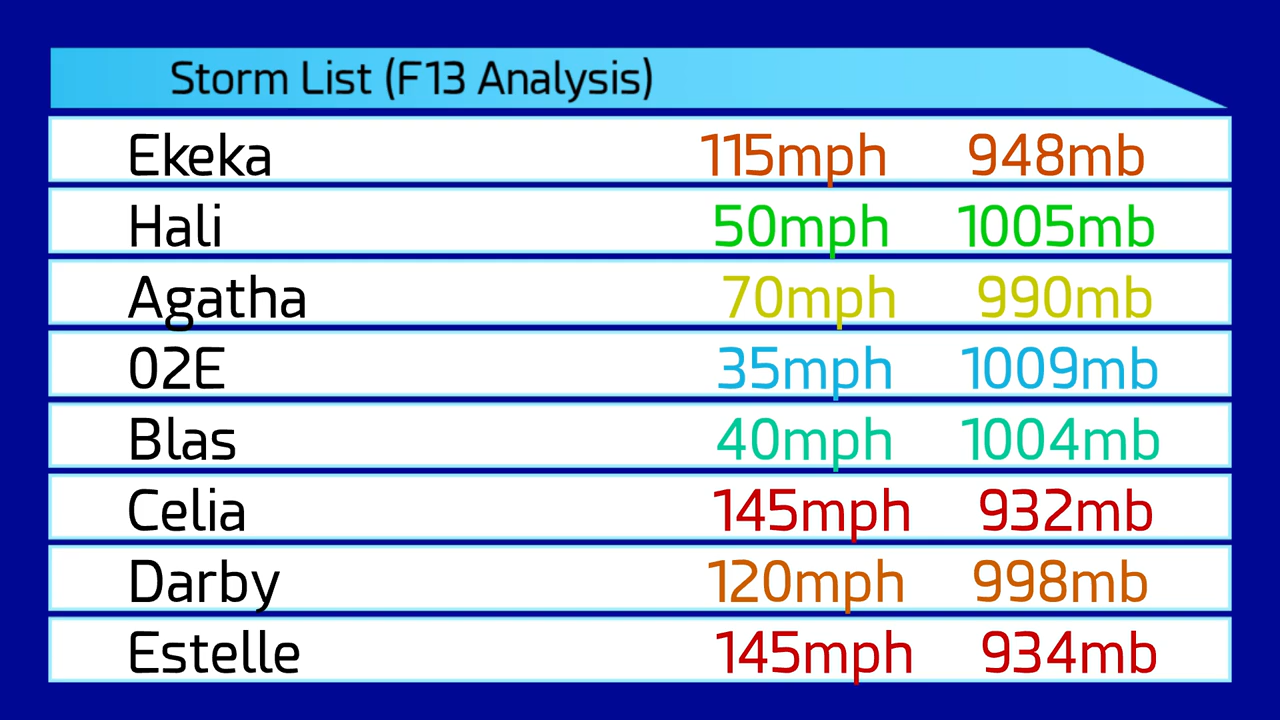 Storm List (F13 Analysis)
Ekeka 115mph 948mb
Hali 50mph 1005mb
Agatha 70mph 990mb
02E 35mph 1009mb
Blas 40mph 1004mb
Celia 145mph 932mb
Darby 120mph 998mb
Estelle 145mph 934mb